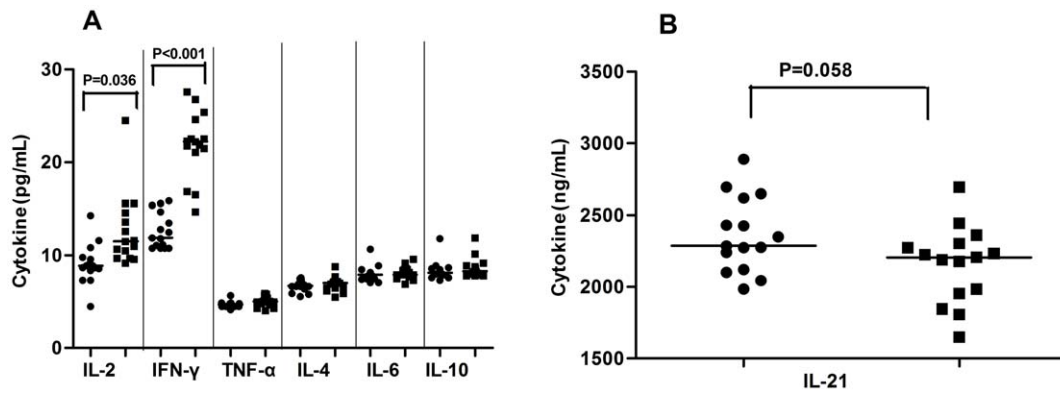 A
P=0.036
P<0.001
Cytokine(pg/mL)
30
20
10
0
IL-2 IFN-γ TNF-α IL-4 IL-6 IL-10
B
P=0.058
Cytokine(ng/mL)
3500
3000
2500
2000
1500
IL-21